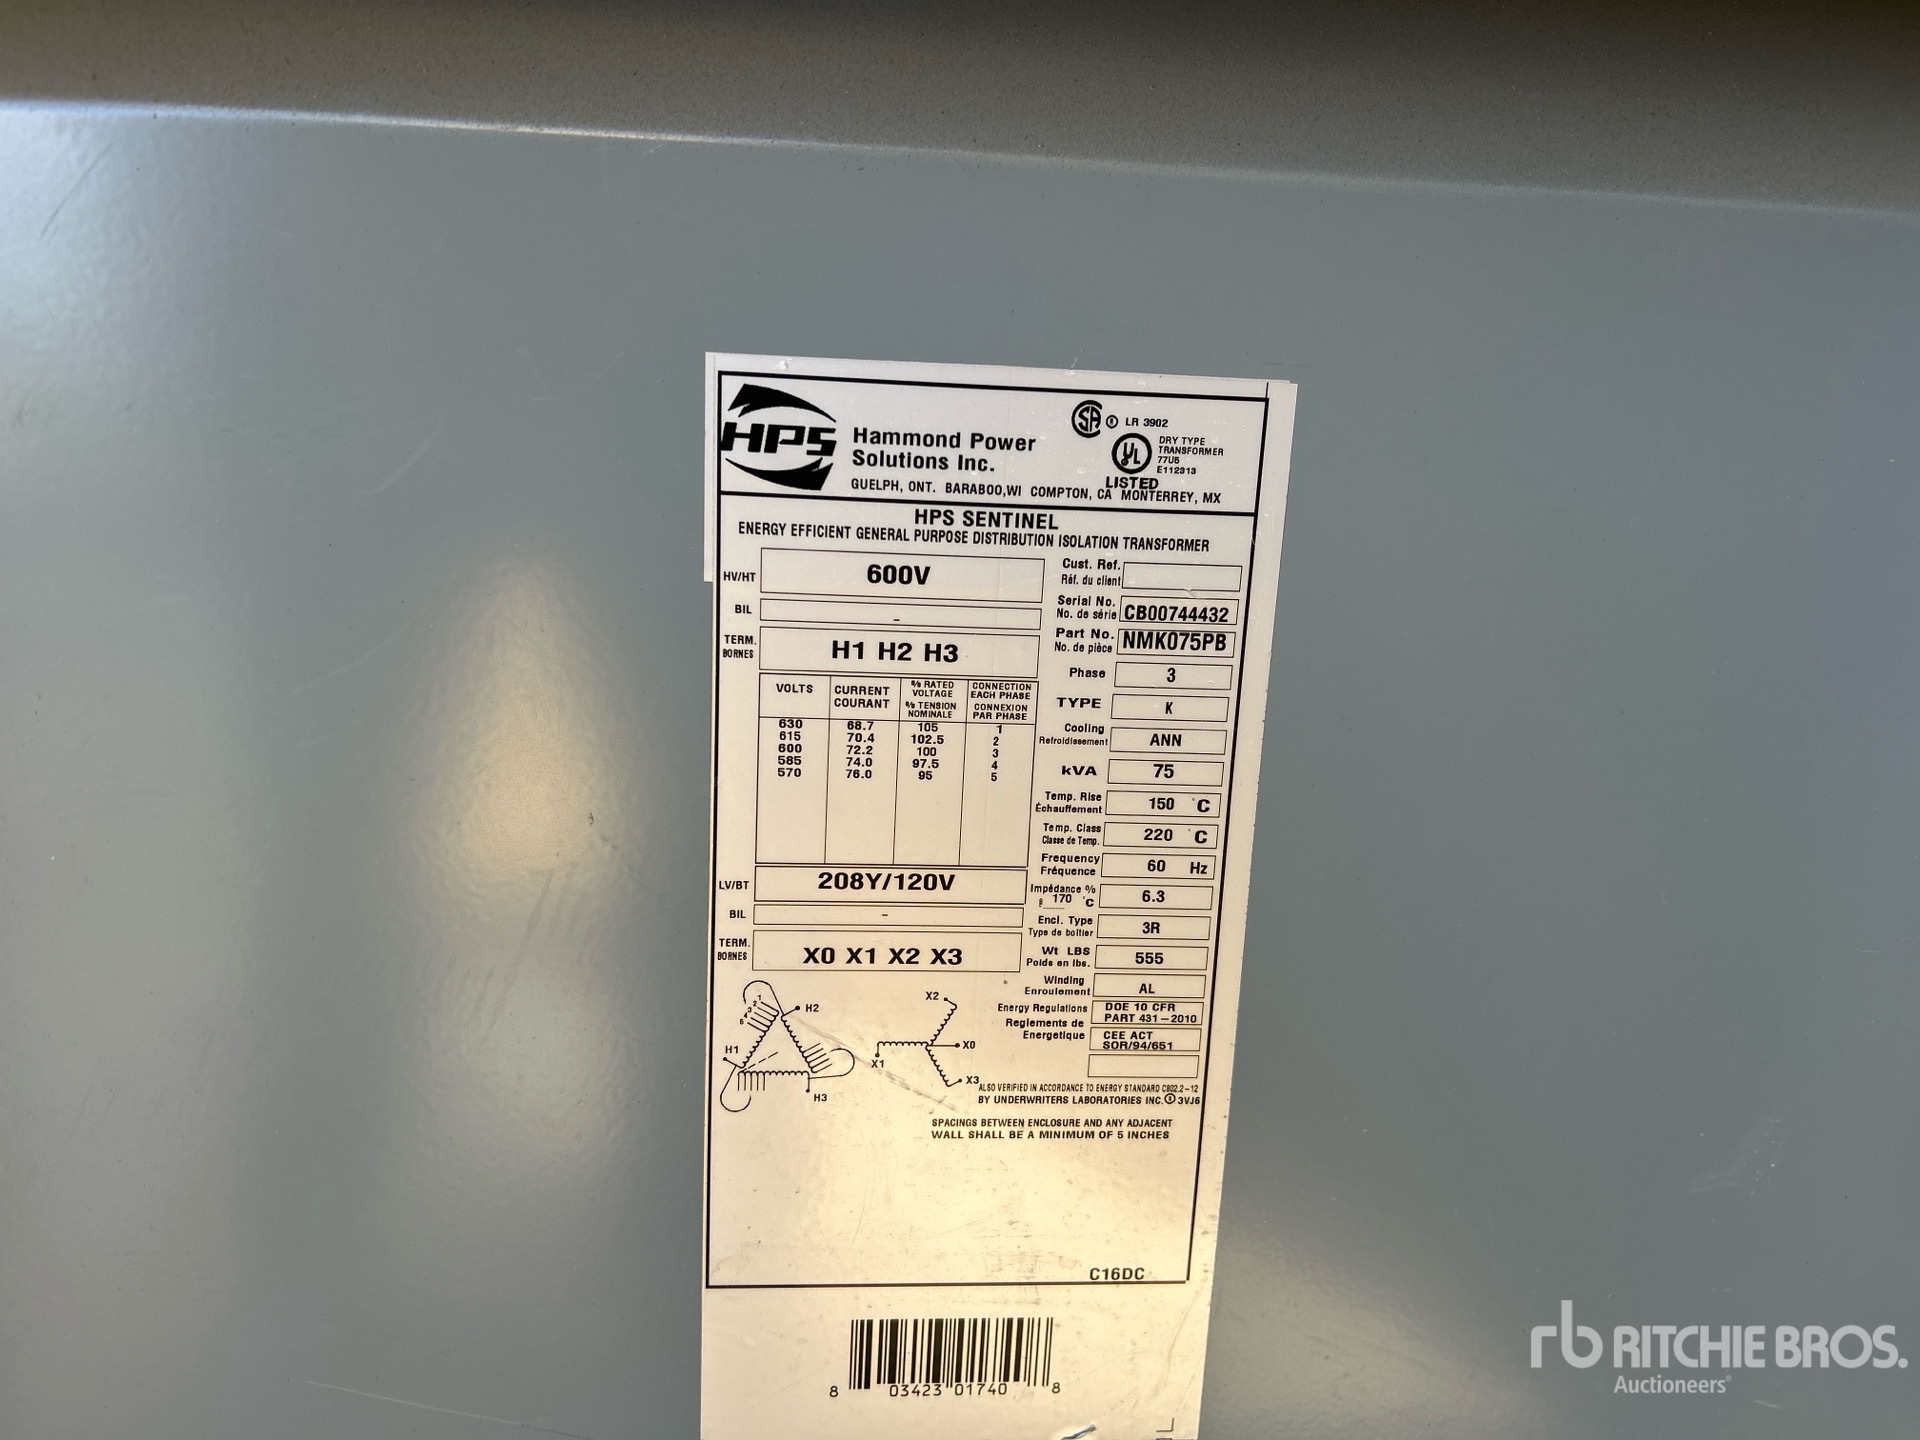 HPS
Hammond Power
Solutions Inc.
GUELPH, ONT. BARABOO,WI COMPTON, CA MONTERREY, MX
SA LR 3902
UL
LISTED
DRY TYPE
TRANSFORMER
77U5
E112313
HPS SENTINEL
ENERGY EFFICIENT GENERAL PURPOSE DISTRIBUTION ISOLATION TRANSFORMER
HV/HT 600V
BIL -
TERM.
BORNES H1 H2 H3
VOLTS CURRENT
COURANT % RATED
VOLTAGE
% TENSION
NOMINALE CONNECTION
EACH PHASE
CONNEXION
PAR PHASE
630 68.7 105 1
615 70.4 102.5 2
600 72.2 100 3
585 74.0 97.5 4
570 76.0 95 5
LV/BT 208Y/120V
BIL -
TERM.
BORNES X0 X1 X2 X3
1
2
3
4
5
H2
H1
H3
X2
X0
X1
X3
Cust. Ref.
Réf. du client
Serial No.
No. de série CB00744432
Part No.
No. de pièce NMK075PB
Phase 3
TYPE K
Cooling
Refroidissement ANN
kVA 75
Temp. Rise
Échauffement 150 °C
Temp. Class
Classe de Temp. 220 °C
Frequency
Fréquence 60 Hz
Impédance %
@ 170 °C 6.3
Encl. Type
Type de boîtier 3R
Wt LBS
Poids en lbs. 555
Winding
Enroulement AL
Energy Regulations
Reglements de
Energetique
DOE 10 CFR
PART 431-2010
CEE ACT
SOR/94/651
ALSO VERIFIED IN ACCORDANCE TO ENERGY STANDARD C802.2-12
BY UNDERWRITERS LABORATORIES INC. 3VJ6
SPACINGS BETWEEN ENCLOSURE AND ANY ADJACENT
WALL SHALL BE A MINIMUM OF 5 INCHES
C16DC
8 03423 01740 8
rb RITCHIE BROS.
Auctioneers